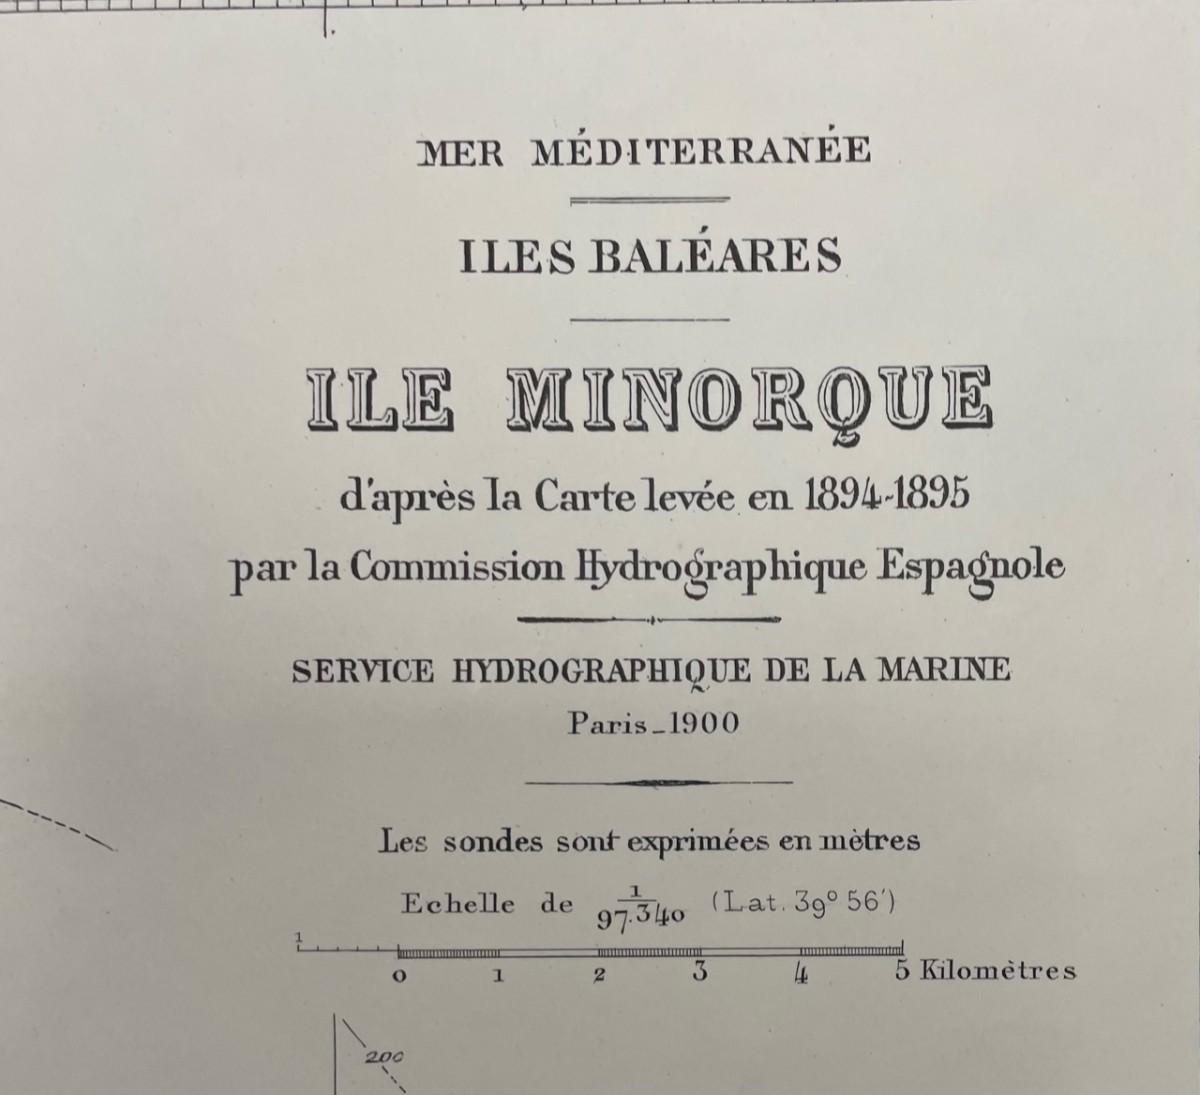 MER MÉDITERRANÉE
ILES BALÉARES
ILE MINORQUE
d'après la Carte levée en 1894-1895
par la Commission Hydrographique Espagnole
SERVICE HYDROGRAPHIQUE DE LA MARINE
Paris_1900
Les sondes sont exprimées en mètres
Echelle de 1/97.340 (Lat. 39° 56')
1
0 1 2 3 4 5 Kilomètres
200